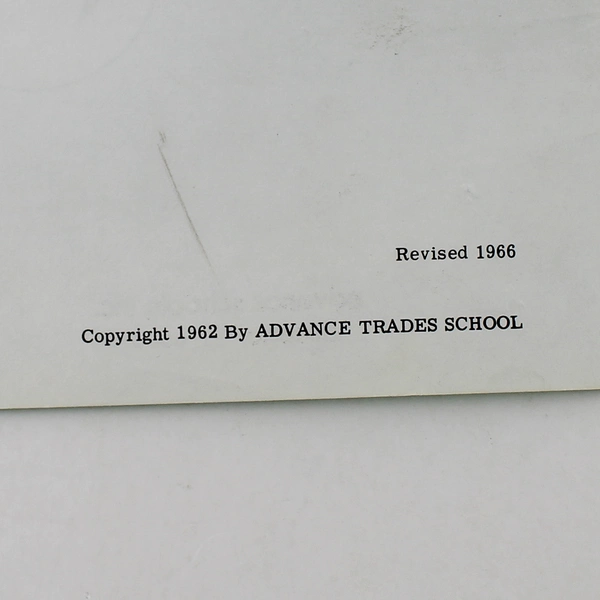 Revised 1966
Copyright 1962 By ADVANCE TRADES SCHOOL